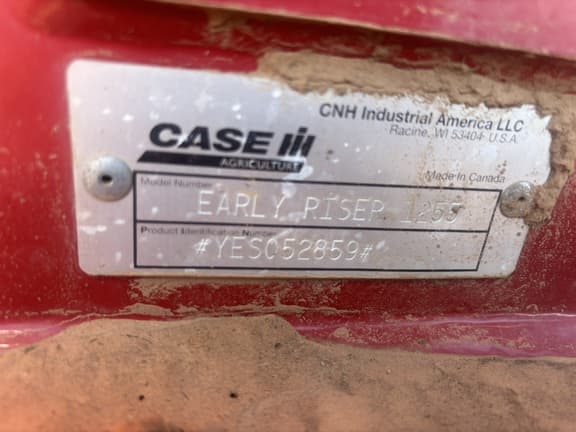 CNH Industrial America LLC
Racine, WI 53404 U.S.A.
CASE IH
AGRICULTURE
Made in Canada
Model Number
EARLY RISER 1255
Product Identification Number
#YES052859#